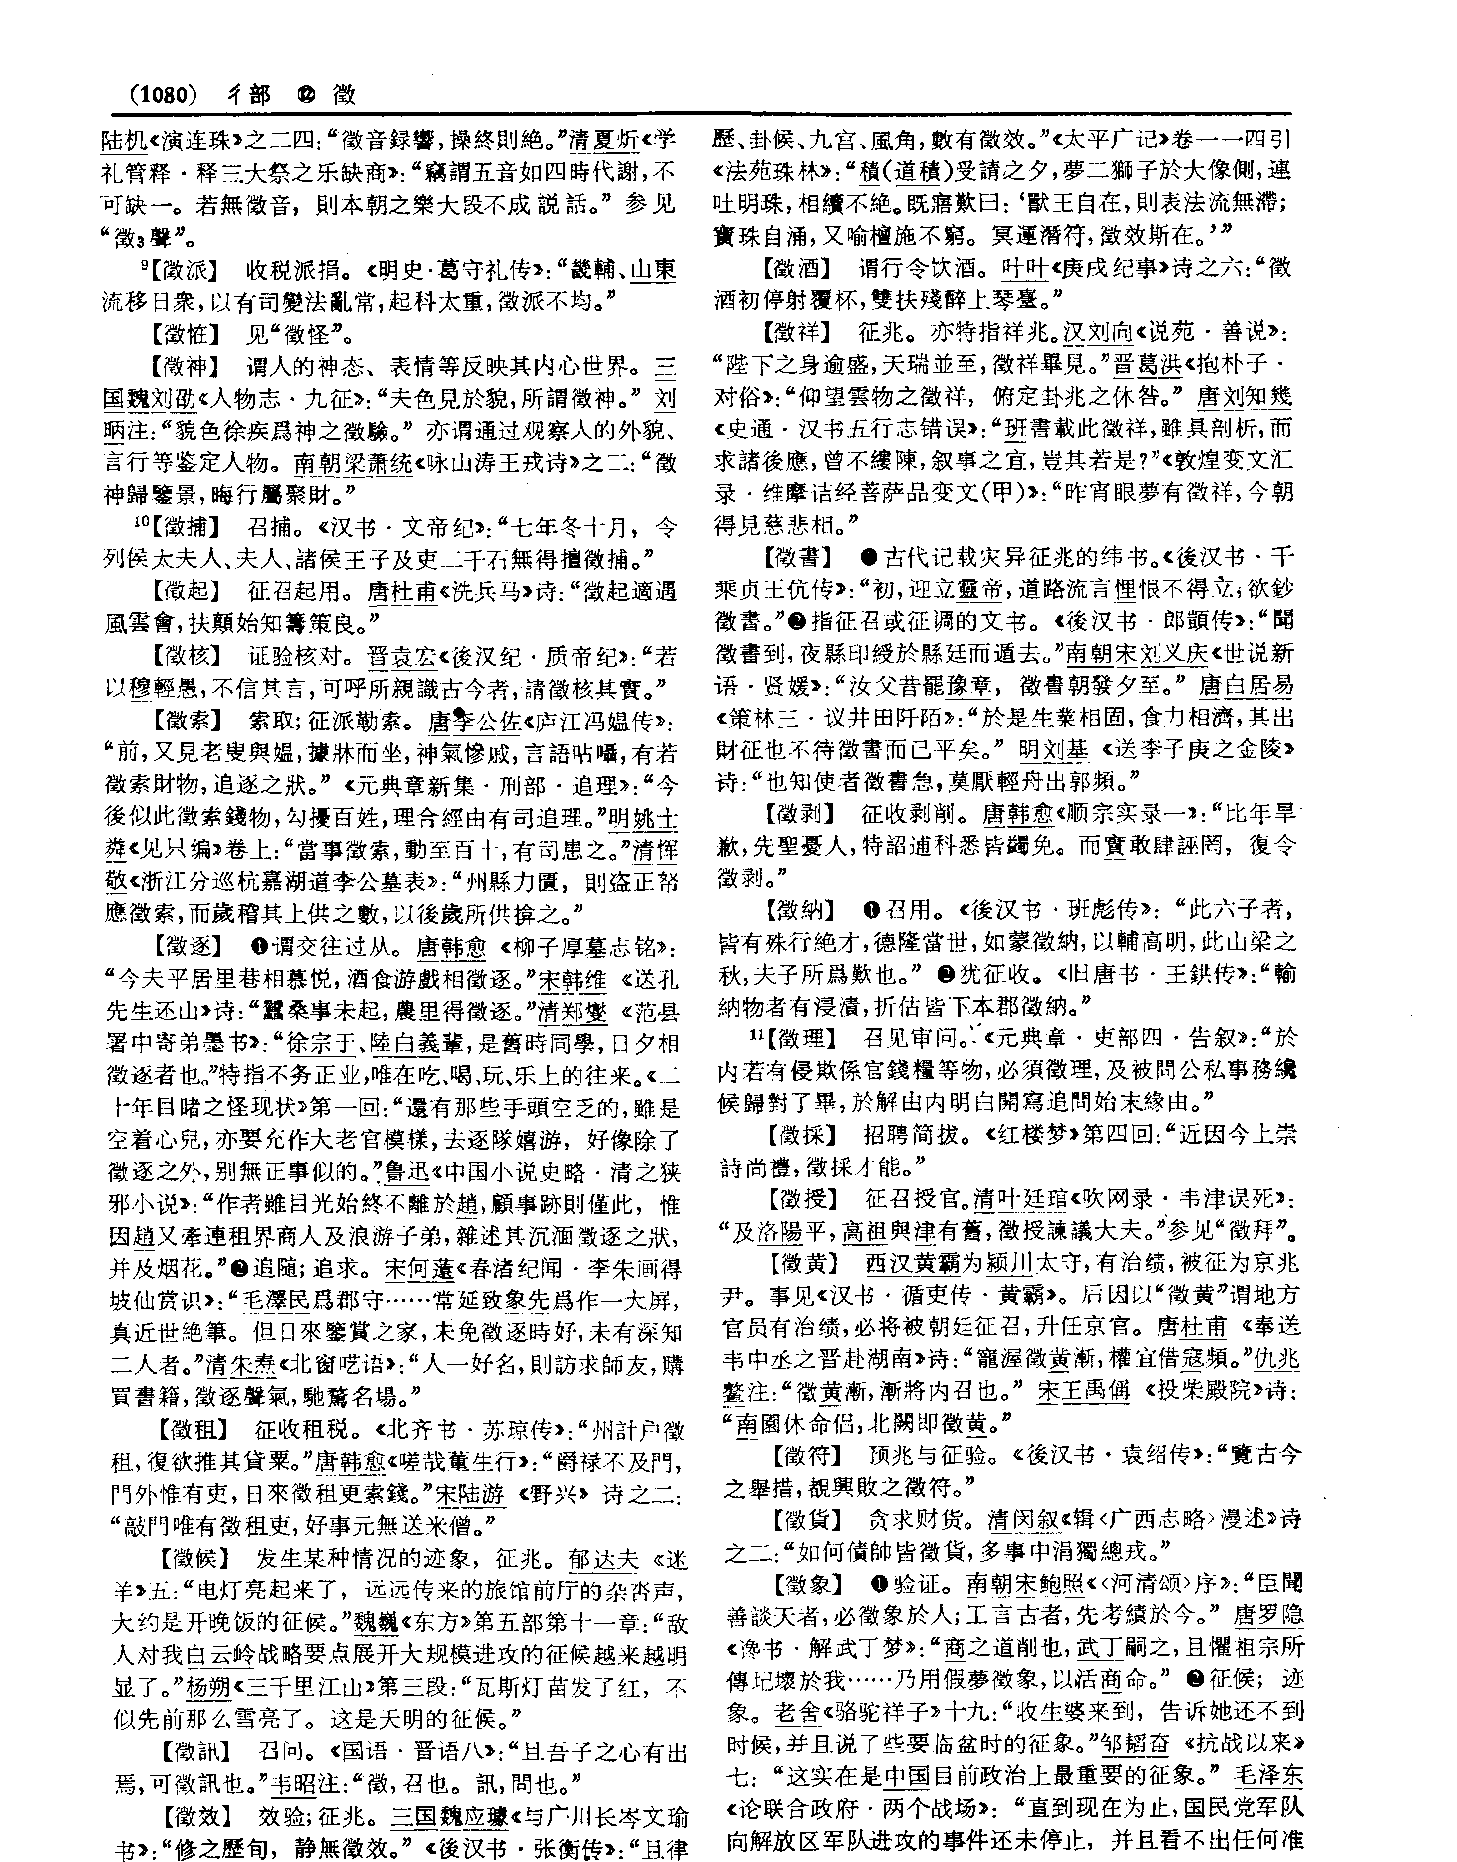 (1080) 彳部 ⓬ 徵
陆机《演连珠》之二四：“徵音録響，操終則絶。”清夏炘《学
礼管释·释三大祭之乐缺商》：“竊謂五音如四時代謝，不
可缺一。若無徵音，則本朝之樂大段不成説話。”参见
“徵3聲”。
9【徵派】 收税派捐。《明史·葛守礼传》：“畿輔、山東
流移日衆，以有司變法亂常，起科太重，徵派不均。”
【徵恠】 见“徵怪”。
【徵神】 谓人的神态、表情等反映其内心世界。三
国魏刘劭《人物志·九征》：“夫色見於貌，所謂徵神。”刘
昞注：“貌色徐疾爲神之徵驗。”亦谓通过观察人的外貌、
言行等鉴定人物。南朝梁萧统《咏山涛王戎诗》之二：“徵
神歸鑒景，晦行屬聚財。”
10【徵捕】 召捕。《汉书·文帝纪》：“七年冬十月，令
列侯太夫人、夫人、諸侯王子及吏二千石無得擅徵捕。”
【徵起】 征召起用。唐杜甫《洗兵马》诗：“徵起適遇
風雲會，扶顛始知籌策良。”
【徵核】 证验核对。晋袁宏《後汉纪·质帝纪》：“若
以穆輕愚，不信其言，可呼所親識古今者，請徵核其實。”
【徵索】 索取；征派勒索。唐李公佐《庐江冯媪传》：
“前，又見老叟與媪，據牀而坐，神氣慘戚，言語呫囁，有若
徵索財物，追逐之狀。”《元典章新集·刑部·追理》：“今
後似此徵索錢物，勾擾百姓，理合經由有司追理。”明姚士
粦《见只编》卷上：“當事徵索，動至百十，有司患之。”清恽
敬《浙江分巡杭嘉湖道李公墓表》：“州縣力匱，則盜正帑
應徵索，而歲稽其上供之數，以後歲所供揜之。”
【徵逐】 ❶谓交往过从。唐韩愈《柳子厚墓志铭》：
“今夫平居里巷相慕悦，酒食游戲相徵逐。”宋韩维《送孔
先生还山》诗：“蠶桑事未起，農里得徵逐。”清郑燮《范县
署中寄弟墨书》：“徐宗于、陸白義輩，是舊時同學，日夕相
徵逐者也。”特指不务正业，唯在吃、喝、玩、乐上的往来。《二
十年目睹之怪现状》第一回：“還有那些手頭空乏的，雖是
空着心兒，亦要充作大老官模樣，去逐隊嬉游，好像除了
徵逐之外，别無正事似的。”鲁迅《中国小说史略·清之狭
邪小说》：“作者雖目光始終不離於趙，顧事跡則僅此，惟
因趙又牽連租界商人及浪游子弟，雜述其沉湎徵逐之狀，
并及烟花。”❷追随；追求。宋何薳《春渚纪闻·李朱画得
坡仙赏识》：“毛澤民爲郡守……常延致象先爲作一大屏，
真近世絶筆。但日來鑒賞之家，未免徵逐時好，未有深知
二人者。”清朱焘《北窗呓语》：“人一好名，則訪求師友，購
買書籍，徵逐聲氣，馳騖名場。”
【徵租】 征收租税。《北齐书·苏琼传》：“州計户徵
租，復欲推其貸粟。”唐韩愈《嗟哉董生行》：“爵禄不及門，
門外惟有吏，日來徵租更索錢。”宋陆游《野兴》诗之二：
“敲門唯有徵租吏，好事元無送米僧。”
【徵候】 发生某种情况的迹象，征兆。郁达夫《迷
羊》五：“电灯亮起来了，远远传来的旅馆前厅的杂沓声，
大约是开晚饭的征候。”魏巍《东方》第五部第十一章：“敌
人对我白云岭战略要点展开大规模进攻的征候越来越明
显了。”杨朔《三千里江山》第三段：“瓦斯灯苗发了红，不
似先前那么雪亮了。这是天明的征候。”
【徵訊】 召问。《国语·晋语八》：“且吾子之心有出
焉，可徵訊也。”韦昭注：“徵，召也。訊，問也。”
【徵效】 效验；征兆。三国魏应璩《与广川长岑文瑜
书》：“修之歷旬，静無徵效。”《後汉书·张衡传》：“且律
歷、卦候、九宫、風角，數有徵效。”《太平广记》卷一一四引
《法苑珠林》：“積（道積）受請之夕，夢二獅子於大像側，連
吐明珠，相續不絶。既寤歎曰：‘獸王自在，則表法流無滯；
寶珠自涌，又喻檀施不窮。冥運潛符，徵效斯在。’”
【徵酒】 谓行令饮酒。叶叶《庚戌纪事》诗之六：“徵
酒初停射覆杯，雙扶殘醉上琴臺。”
【徵祥】 征兆。亦特指祥兆。汉刘向《说苑·善说》：
“陛下之身逾盛，天瑞並至，徵祥畢見。”晋葛洪《抱朴子·
对俗》：“仰望雲物之徵祥，俯定卦兆之休咎。”唐刘知幾
《史通·汉书五行志错误》：“班書載此徵祥，雖具剖析，而
求諸後應，曾不縷陳，叙事之宜，豈其若是？”《敦煌变文汇
录·维摩诘经菩萨品变文（甲）》：“昨宵眼夢有徵祥，今朝
得見慈悲相。”
【徵書】 ❶古代记载灾异征兆的纬书。《後汉书·千
乘贞王伉传》：“初，迎立靈帝，道路流言悝恨不得立，欲鈔
徵書。”❷指征召或征调的文书。《後汉书·郎顗传》：“聞
徵書到，夜縣印綬於縣廷而遁去。”南朝宋刘义庆《世说新
语·贤媛》：“汝父昔罷豫章，徵書朝發夕至。”唐白居易
《策林三·议井田阡陌》：“於是生業相固，食力相濟，其出
財征也不待徵書而已平矣。”明刘基《送李子庚之金陵》
诗：“也知使者徵書急，莫厭輕舟出郭頻。”
【徵剥】 征收剥削。唐韩愈《顺宗实录一》：“比年旱
歉，先聖憂人，特詔逋科悉皆蠲免。而實敢肆誣罔，復令
徵剥。”
【徵納】 ❶召用。《後汉书·班彪传》：“此六子者，
皆有殊行絶才，德隆當世，如蒙徵納，以輔高明，此山梁之
秋，夫子所爲歎也。”❷犹征收。《旧唐书·王鉷传》：“輸
納物者有浸漬，折估皆下本郡徵納。”
11【徵理】 召见审问。《元典章·吏部四·告叙》：“於
内若有侵欺係官錢糧等物，必須徵理，及被問公私事務纔
候歸對了畢，於解由内明白開寫追問始末緣由。”
【徵採】 招聘简拔。《红楼梦》第四回：“近因今上崇
詩尚禮，徵採才能。”
【徵授】 征召授官。清叶廷琯《吹网录·韦津误死》：
“及洛陽平，高祖與津有舊，徵授諫議大夫。”参见“徵拜”。
【徵黄】 西汉黄霸为颍川太守，有治绩，被征为京兆
尹。事见《汉书·循吏传·黄霸》。后因以“徵黄”谓地方
官员有治绩，必将被朝廷征召，升任京官。唐杜甫《奉送
韦中丞之晋赴湖南》诗：“寵渥徵黄漸，權宜借寇頻。”仇兆
鳌注：“徵黄漸，漸將内召也。”宋王禹偁《投柴殿院》诗：
“南國休命侣，北闕即徵黄。”
【徵符】 预兆与征验。《後汉书·袁绍传》：“覽古今
之舉措，覩興敗之徵符。”
【徵貨】 贪求财货。清闵叙《辑〈广西志略〉漫述》诗
之二：“如何債帥皆徵貨，多事中涓獨總戎。”
【徵象】 ❶验证。南朝宋鲍照《〈河清颂〉序》：“臣聞
善談天者，必徵象於人；工言古者，先考績於今。”唐罗隐
《谗书·解武丁梦》：“商之道削也，武丁嗣之，且懼祖宗所
傳圮壞於我……乃用假夢徵象，以活商命。”❷征候；迹
象。老舍《骆驼祥子》十九：“收生婆来到，告诉她还不到
时候，并且说了些要临盆时的征象。”邹韬奋《抗战以来》
七：“这实在是中国目前政治上最重要的征象。”毛泽东
《论联合政府·两个战场》：“直到现在为止，国民党军队
向解放区军队进攻的事件还未停止，并且看不出任何准